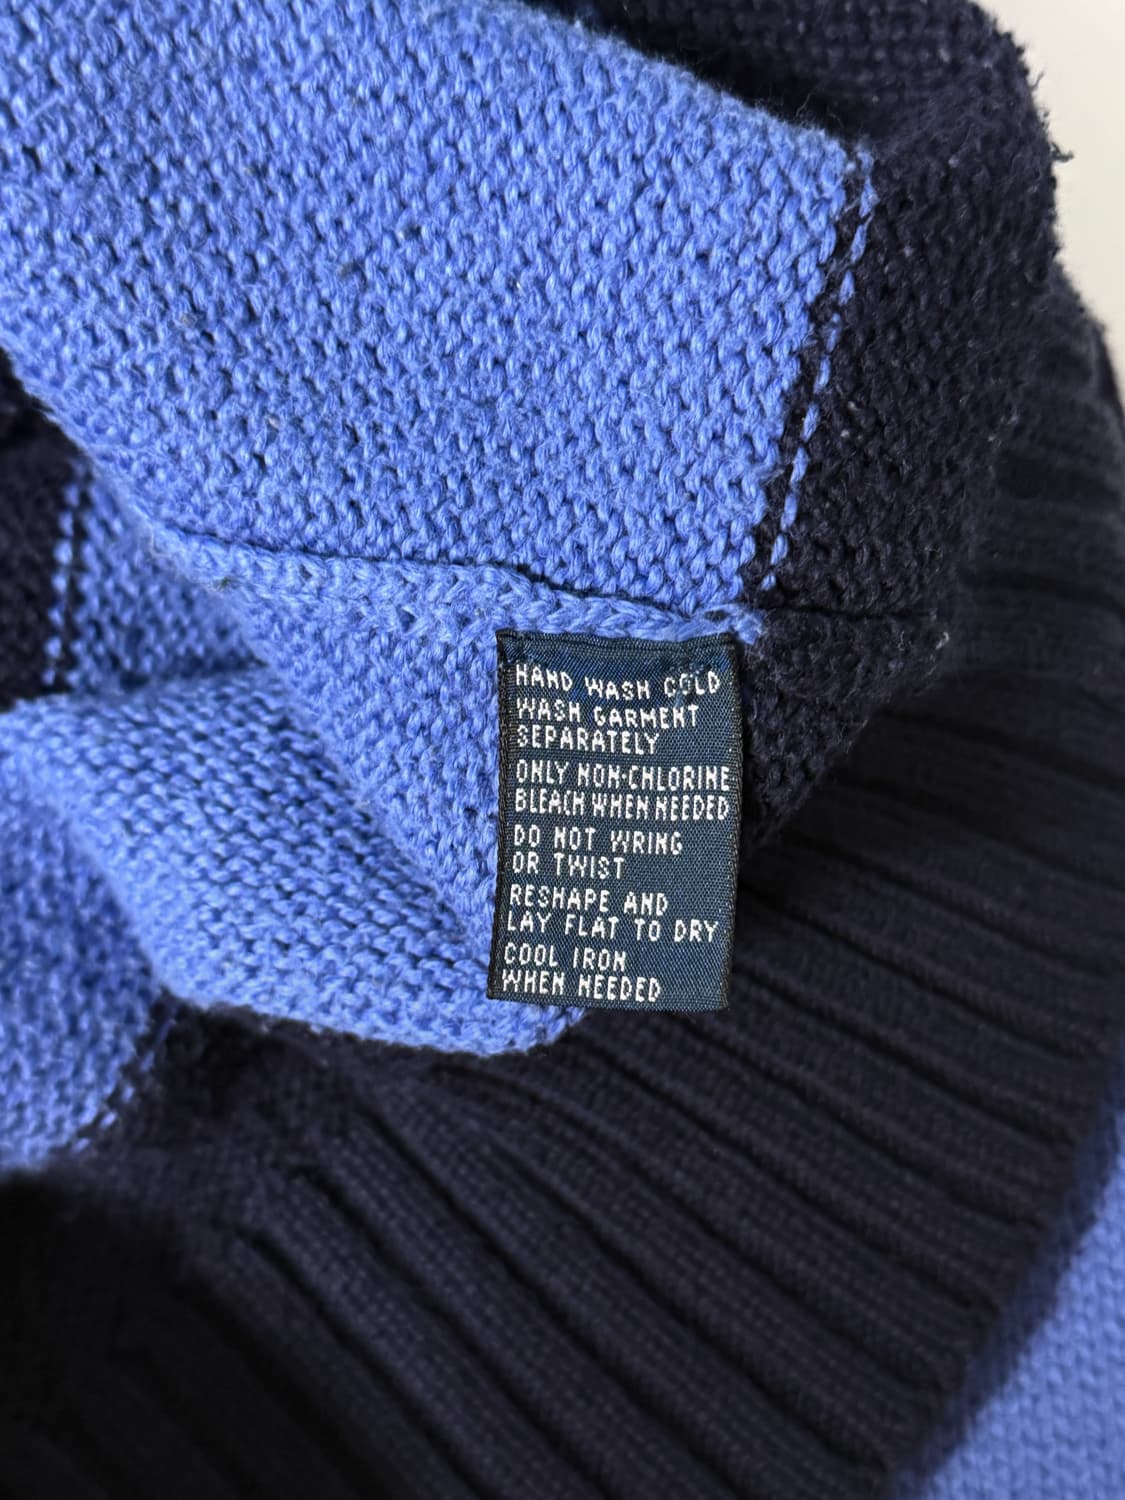 HAND WASH COLD
WASH GARMENT
SEPARATELY
ONLY NON-CHLORINE
BLEACH WHEN NEEDED
DO NOT WRING
OR TWIST
RESHAPE AND
LAY FLAT TO DRY
COOL IRON
WHEN NEEDED